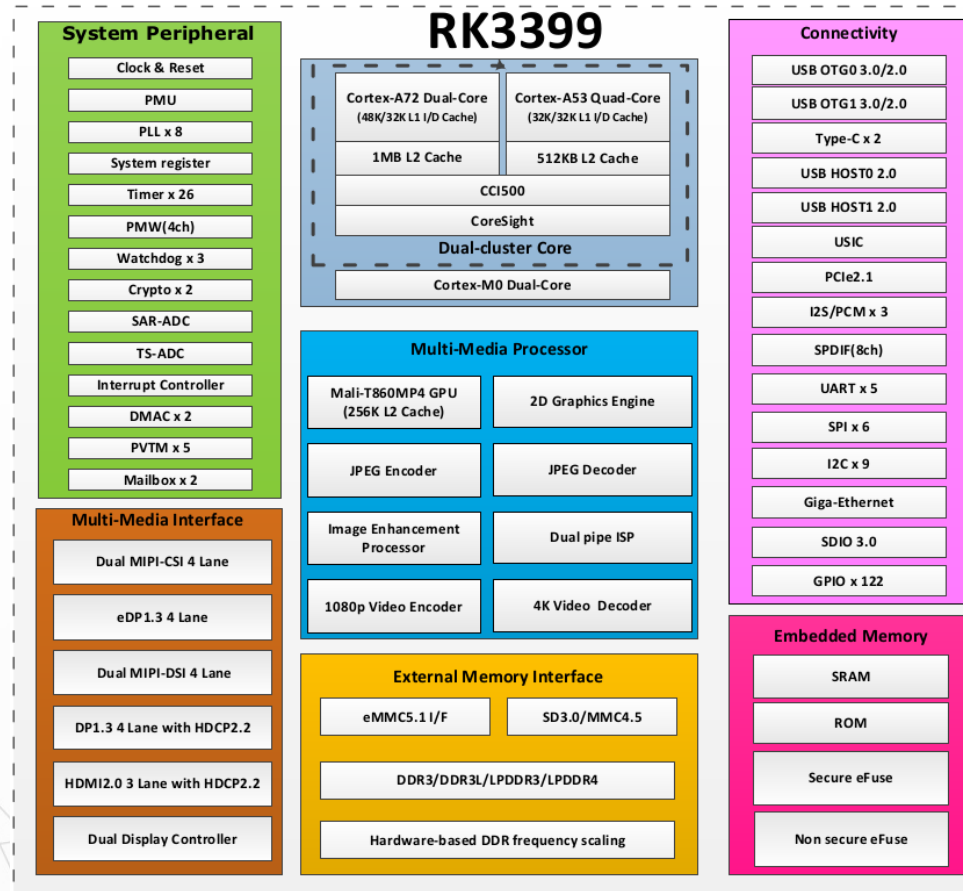 RK3399
System Peripheral
Clock & Reset
PMU
PLL x 8
System register
Timer x 26
PMW(4ch)
Watchdog x 3
Crypto x 2
SAR-ADC
TS-ADC
Interrupt Controller
DMAC x 2
PVTM x 5
Mailbox x 2
Multi-Media Interface
Dual MIPI-CSI 4 Lane
eDP1.3 4 Lane
Dual MIPI-DSI 4 Lane
DP1.3 4 Lane with HDCP2.2
HDMI2.0 3 Lane with HDCP2.2
Dual Display Controller
Cortex-A72 Dual-Core
(48K/32K L1 I/D Cache)
Cortex-A53 Quad-Core
(32K/32K L1 I/D Cache)
1MB L2 Cache
512KB L2 Cache
CCI500
CoreSight
Dual-cluster Core
Cortex-M0 Dual-Core
Multi-Media Processor
Mali-T860MP4 GPU
(256K L2 Cache)
2D Graphics Engine
JPEG Encoder
JPEG Decoder
Image Enhancement
Processor
Dual pipe ISP
1080p Video Encoder
4K Video Decoder
External Memory Interface
eMMC5.1 I/F
SD3.0/MMC4.5
DDR3/DDR3L/LPDDR3/LPDDR4
Hardware-based DDR frequency scaling
Connectivity
USB OTG0 3.0/2.0
USB OTG1 3.0/2.0
Type-C x 2
USB HOST0 2.0
USB HOST1 2.0
USIC
PCIe2.1
I2S/PCM x 3
SPDIF(8ch)
UART x 5
SPI x 6
I2C x 9
Giga-Ethernet
SDIO 3.0
GPIO x 122
Embedded Memory
SRAM
ROM
Secure eFuse
Non secure eFuse